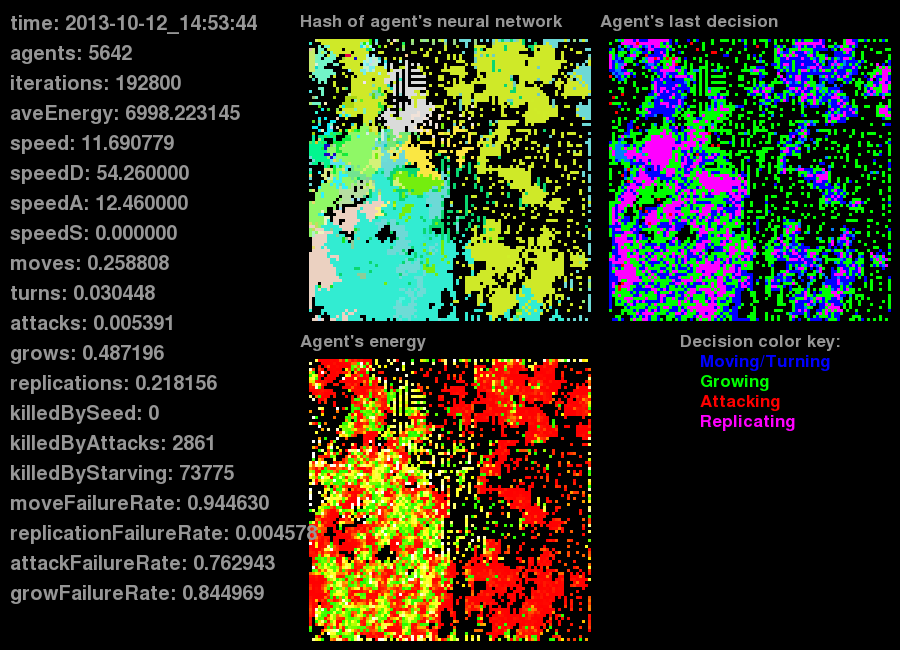 time: 2013-10-12_14:53:44
agents: 5642
iterations: 192800
aveEnergy: 6998.223145
speed: 11.690779
speedD: 54.260000
speedA: 12.460000
speedS: 0.000000
moves: 0.258808
turns: 0.030448
attacks: 0.005391
grows: 0.487196
replications: 0.218156
killedBySeed: 0
killedByAttacks: 2861
killedByStarving: 73775
moveFailureRate: 0.944630
replicationFailureRate: 0.004578
attackFailureRate: 0.762943
growFailureRate: 0.844969
Hash of agent's neural network
Agent's last decision
Agent's energy
Decision color key:
Moving/Turning
Growing
Attacking
Replicating